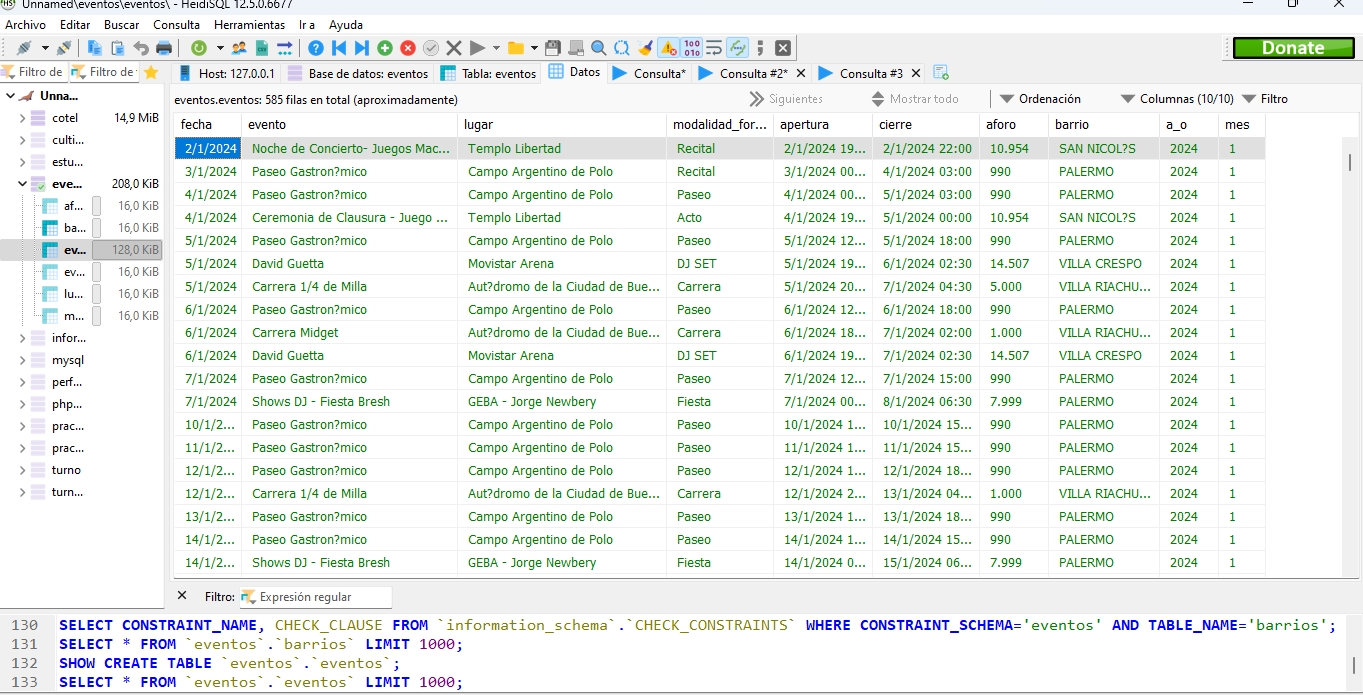 Unnamed\eventos\eventos\ - HeidiSQL 12.5.0.6677
Archivo Editar Buscar Consulta Herramientas Ir a Ayuda
Donate
Filtro de Filtro de Host: 127.0.0.1 Base de datos: eventos Tabla: eventos Datos Consulta* Consulta #2* Consulta #3
Unna...
cotel 14,9 MiB
culti...
estu...
eve... 208,0 KiB
af... 16,0 KiB
ba... 16,0 KiB
ev... 128,0 KiB
ev... 16,0 KiB
lu... 16,0 KiB
m... 16,0 KiB
infor...
mysql
perf...
php...
prac...
prac...
turno
turn...
eventos.eventos: 585 filas en total (aproximadamente) Siguientes Mostrar todo Ordenación Columnas (10/10) Filtro
fecha evento lugar modalidad_for... apertura cierre aforo barrio a_o mes
2/1/2024 Noche de Concierto- Juegos Mac... Templo Libertad Recital 2/1/2024 19... 2/1/2024 22:00 10.954 SAN NICOL?S 2024 1
3/1/2024 Paseo Gastron?mico Campo Argentino de Polo Recital 3/1/2024 00... 4/1/2024 03:00 990 PALERMO 2024 1
4/1/2024 Paseo Gastron?mico Campo Argentino de Polo Paseo 4/1/2024 00... 5/1/2024 03:00 990 PALERMO 2024 1
4/1/2024 Ceremonia de Clausura - Juego ... Templo Libertad Acto 4/1/2024 19... 5/1/2024 00:00 10.954 SAN NICOL?S 2024 1
5/1/2024 Paseo Gastron?mico Campo Argentino de Polo Paseo 5/1/2024 12... 5/1/2024 18:00 990 PALERMO 2024 1
5/1/2024 David Guetta Movistar Arena DJ SET 5/1/2024 19... 6/1/2024 02:30 14.507 VILLA CRESPO 2024 1
5/1/2024 Carrera 1/4 de Milla Aut?dromo de la Ciudad de Bue... Carrera 5/1/2024 20... 7/1/2024 04:30 5.000 VILLA RIACHU... 2024 1
6/1/2024 Paseo Gastron?mico Campo Argentino de Polo Paseo 6/1/2024 12... 6/1/2024 18:00 990 PALERMO 2024 1
6/1/2024 Carrera Midget Aut?dromo de la Ciudad de Bue... Carrera 6/1/2024 18... 7/1/2024 02:00 1.000 VILLA RIACHU... 2024 1
6/1/2024 David Guetta Movistar Arena DJ SET 6/1/2024 19... 7/1/2024 02:30 14.507 VILLA CRESPO 2024 1
7/1/2024 Paseo Gastron?mico Campo Argentino de Polo Paseo 7/1/2024 12... 7/1/2024 15:00 990 PALERMO 2024 1
7/1/2024 Shows DJ - Fiesta Bresh GEBA - Jorge Newbery Fiesta 7/1/2024 00... 8/1/2024 06:30 7.999 PALERMO 2024 1
10/1/2... Paseo Gastron?mico Campo Argentino de Polo Paseo 10/1/2024 1... 10/1/2024 15... 990 PALERMO 2024 1
11/1/2... Paseo Gastron?mico Campo Argentino de Polo Paseo 11/1/2024 1... 11/1/2024 15... 990 PALERMO 2024 1
12/1/2... Paseo Gastron?mico Campo Argentino de Polo Paseo 12/1/2024 1... 12/1/2024 18... 990 PALERMO 2024 1
12/1/2... Carrera 1/4 de Milla Aut?dromo de la Ciudad de Bue... Carrera 12/1/2024 2... 13/1/2024 04... 1.000 VILLA RIACHU... 2024 1
13/1/2... Paseo Gastron?mico Campo Argentino de Polo Paseo 13/1/2024 1... 13/1/2024 18... 990 PALERMO 2024 1
14/1/2... Paseo Gastron?mico Campo Argentino de Polo Paseo 14/1/2024 1... 14/1/2024 15... 990 PALERMO 2024 1
14/1/2... Shows DJ - Fiesta Bresh GEBA - Jorge Newbery Fiesta 14/1/2024 0... 15/1/2024 06... 7.999 PALERMO 2024 1
Filtro: Expresión regular
130 SELECT CONSTRAINT_NAME, CHECK_CLAUSE FROM `information_schema`.`CHECK_CONSTRAINTS` WHERE CONSTRAINT_SCHEMA='eventos' AND TABLE_NAME='barrios';
131 SELECT * FROM `eventos`.`barrios` LIMIT 1000;
132 SHOW CREATE TABLE `eventos`.`eventos`;
133 SELECT * FROM `eventos`.`eventos` LIMIT 1000;